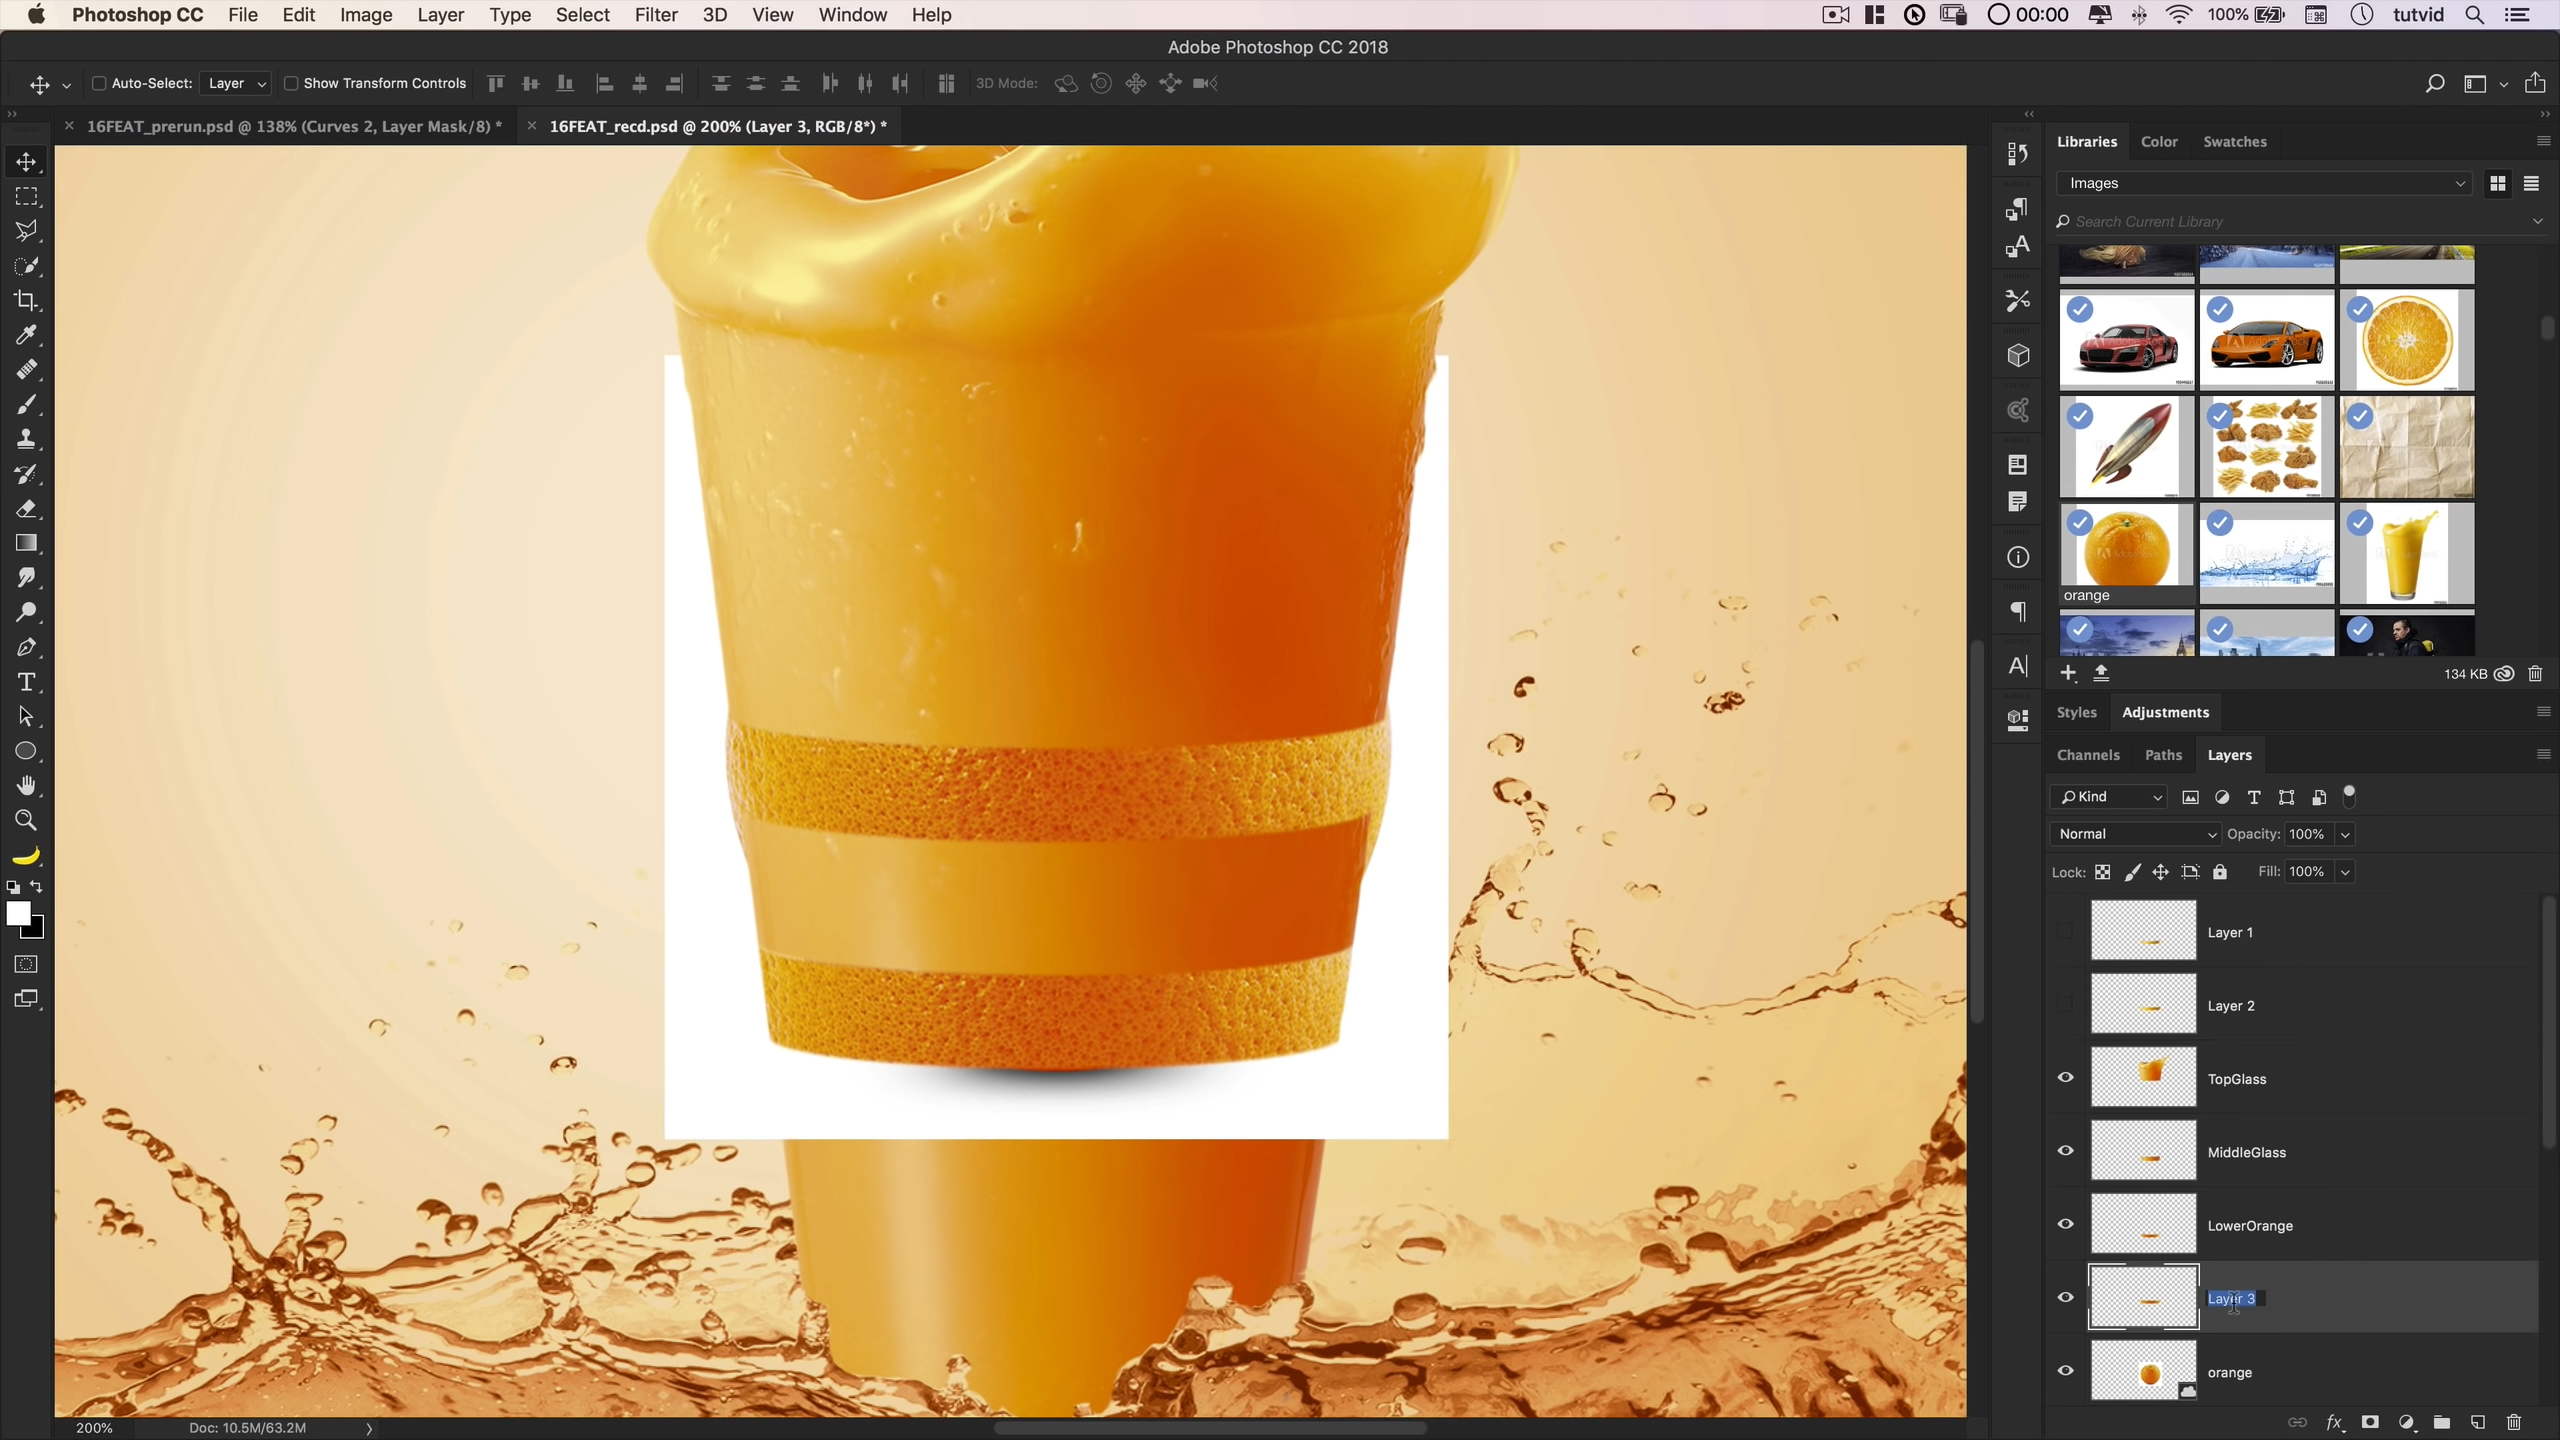 Photoshop CC File Edit Image Layer Type Select Filter 3D View Window Help 00:00 100% tutvid
Adobe Photoshop CC 2018
Auto-Select: Layer Show Transform Controls 3D Mode:
16FEAT_prerun.psd @ 138% (Curves 2, Layer Mask/8) * 16FEAT_recd.psd @ 200% (Layer 3, RGB/8*) *
Libraries Color Swatches
Images
Search Current Library
orange
134 KB
Styles Adjustments
Channels Paths Layers
Kind
Normal Opacity: 100%
Lock: Fill: 100%
Layer 1
Layer 2
TopGlass
MiddleGlass
LowerOrange
Layer 3
orange
200% Doc: 10.5M/63.2M